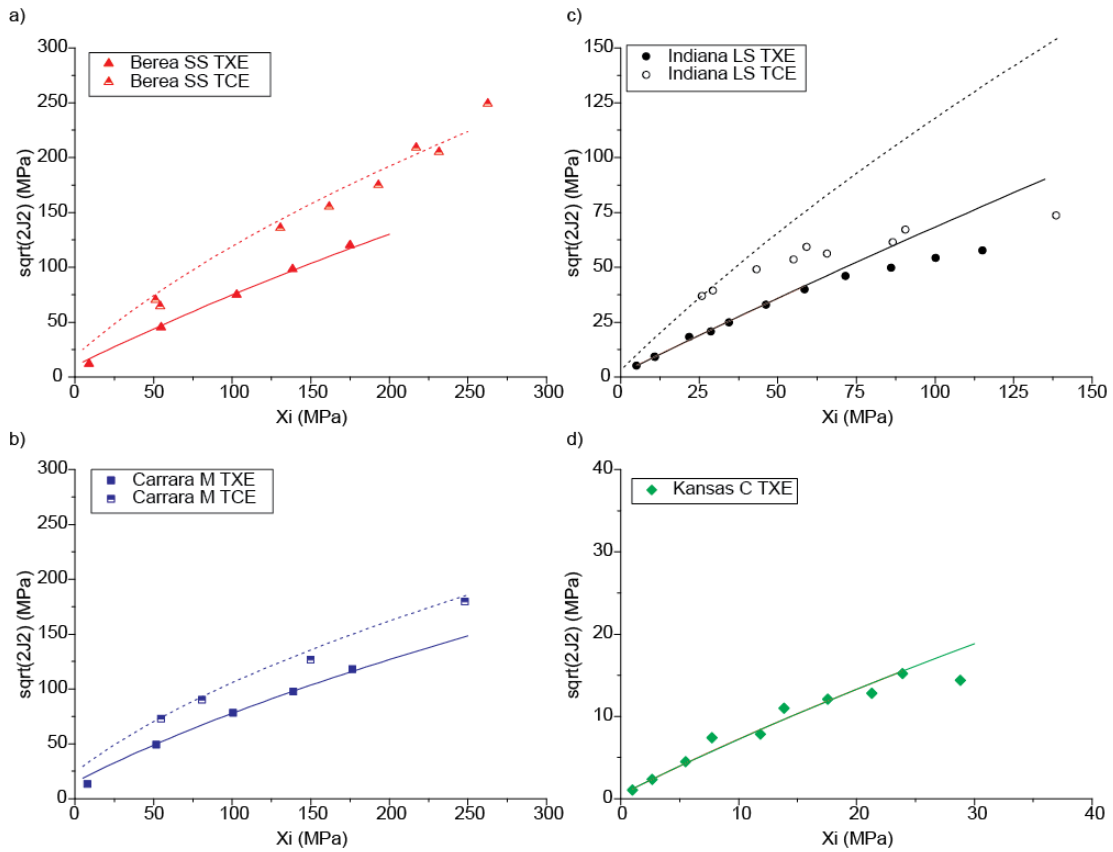 a)
Berea SS TXE
Berea SS TCE
300
250
200
150
100
50
0
sqrt(2J2) (MPa)
0 50 100 150 200 250 300
Xi (MPa)
Indiana LS TXE
Indiana LS TCE
150
125
100
75
50
25
0
sqrt(2J2) (MPa)
0 25 50 75 100 125 150
Xi (MPa)
c)
b)
Carrara M TXE
Carrara M TCE
300
250
200
150
100
50
0
sqrt(2J2) (MPa)
0 50 100 150 200 250 300
Xi (MPa)
d)
Kansas C TXE
40
30
20
10
0
sqrt(2J2) (MPa)
0 10 20 30 40
Xi (MPa)